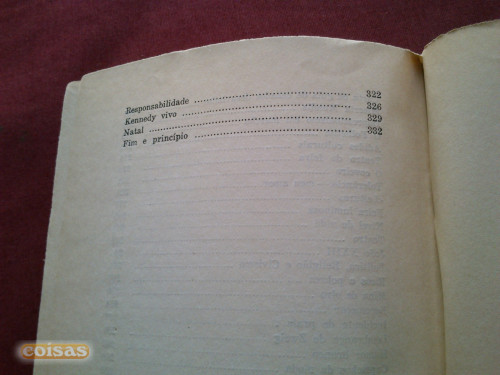 Responsabilidade ........................................ 322
Kennedy vivo ........................................ 326
Natal ........................................ 329
Fim e princípio ........................................ 332
coisas